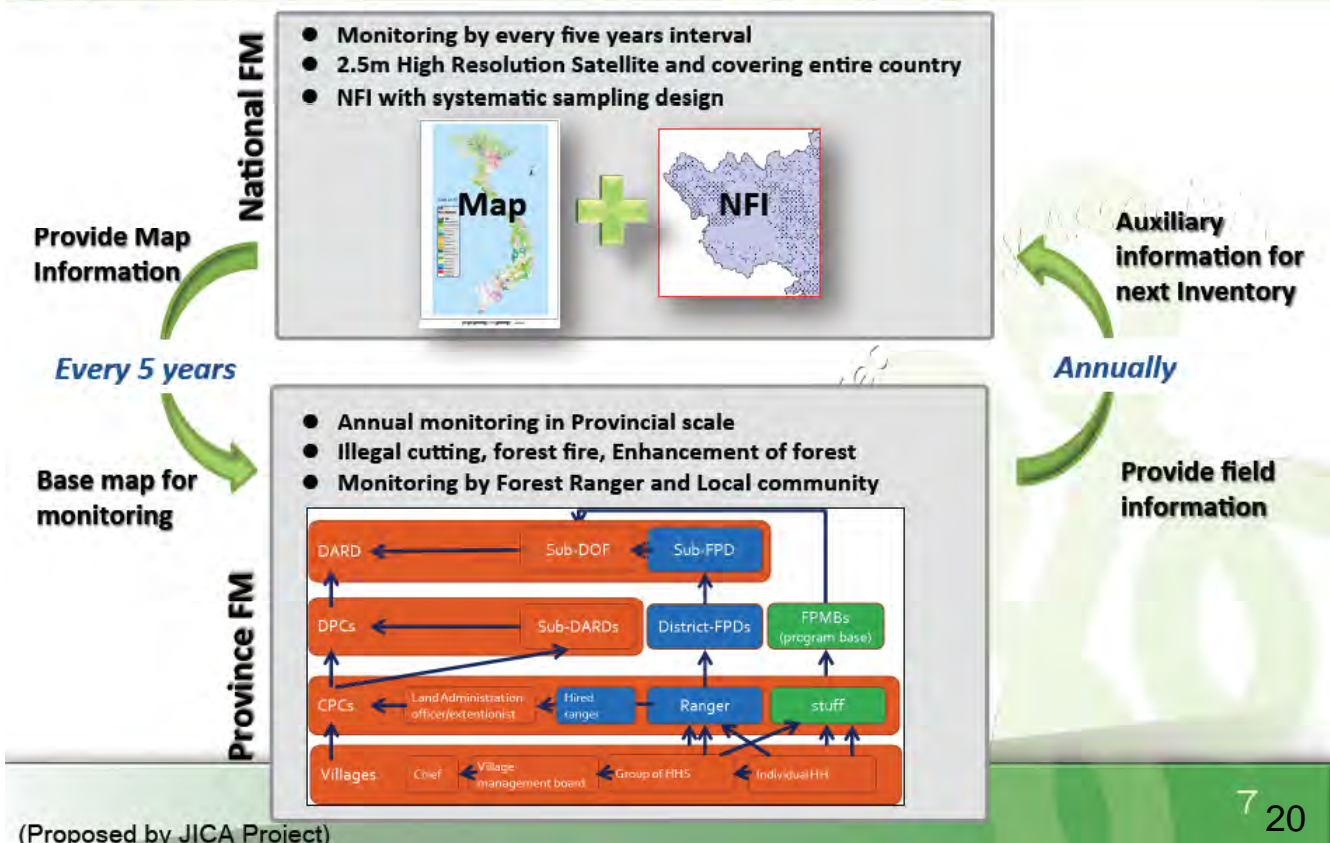 National FM
● Monitoring by every five years interval
● 2.5m High Resolution Satellite and covering entire country
● NFI with systematic sampling design
Map
NFI
Provide Map
Information
Every 5 years
Base map for
monitoring
Auxiliary
information for
next Inventory
Annually
Provide field
information
Province FM
● Annual monitoring in Provincial scale
● Illegal cutting, forest fire, Enhancement of forest
● Monitoring by Forest Ranger and Local community
DARD
Sub-DOF
Sub-FPD
DPCs
Sub-DARDs
District-FPDs
FPMBs
(program base)
CPCs
Land Administration
officer/extentionist
Hired
ranger
Ranger
stuff
Villages
Chief
Village
management board
Group of HHS
Individual HH
(Proposed by JICA Project)
7
20